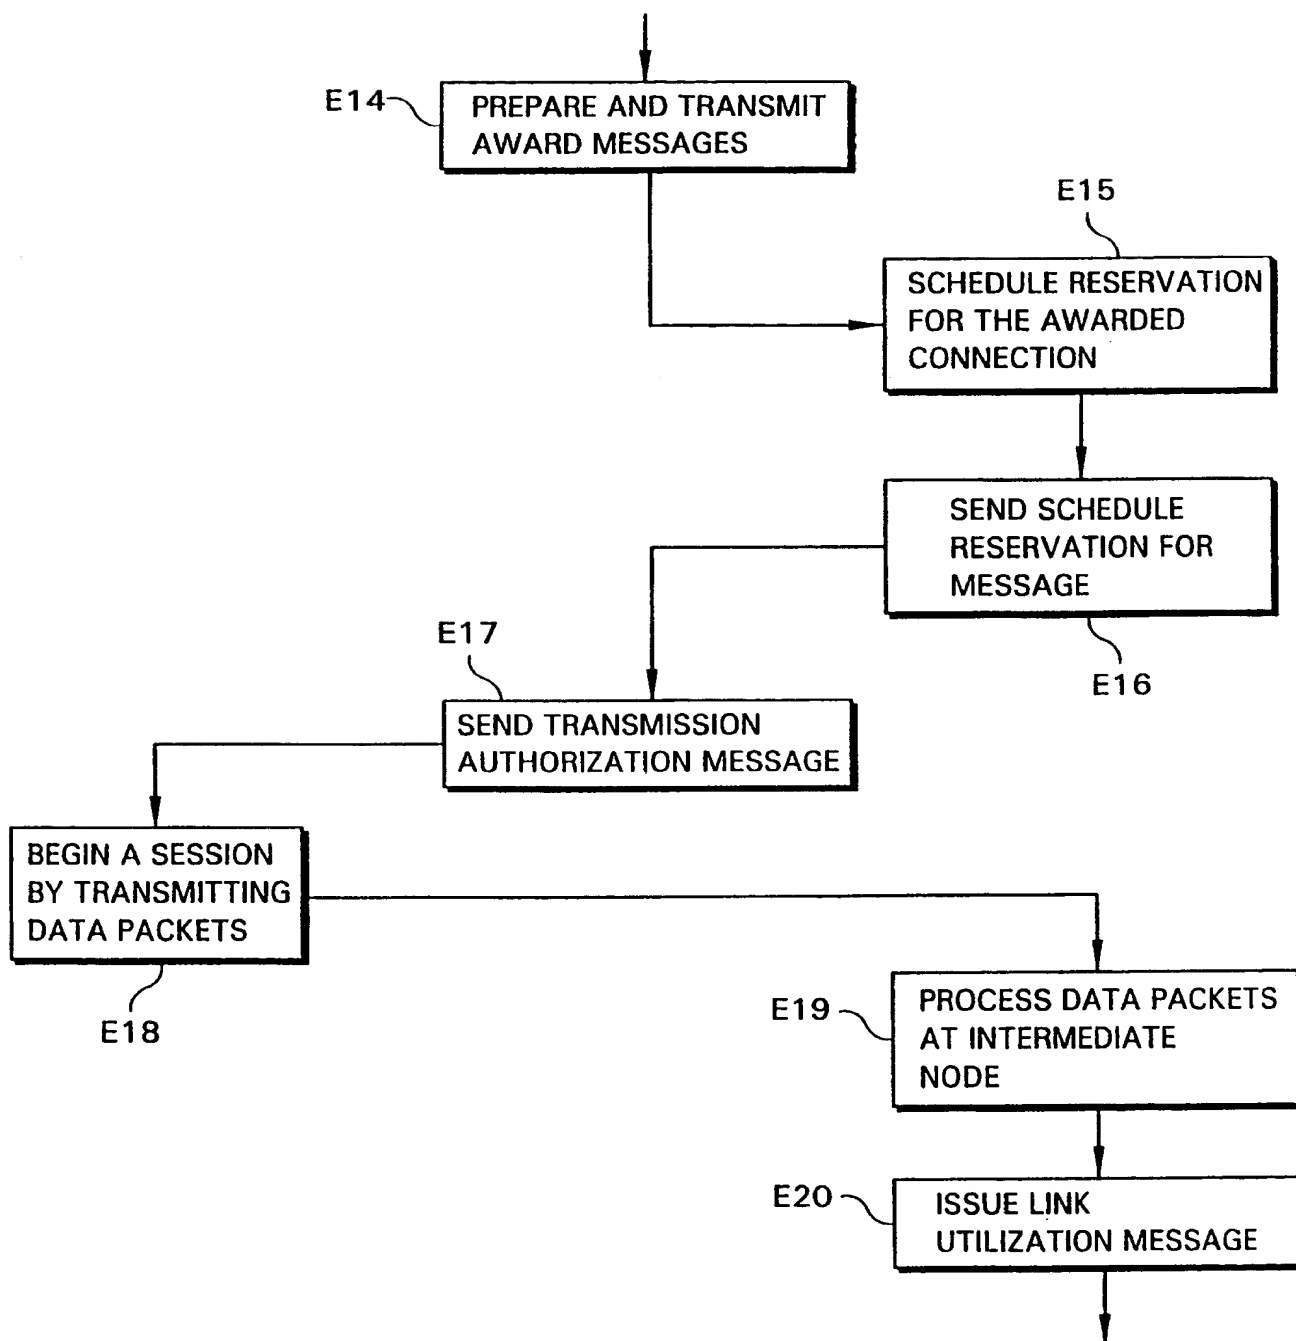 E14
PREPARE AND TRANSMIT
AWARD MESSAGES
E15
SCHEDULE RESERVATION
FOR THE AWARDED
CONNECTION
SEND SCHEDULE
RESERVATION FOR
MESSAGE
E16
E17
SEND TRANSMISSION
AUTHORIZATION MESSAGE
BEGIN A SESSION
BY TRANSMITTING
DATA PACKETS
E18
E19
PROCESS DATA PACKETS
AT INTERMEDIATE
NODE
E20
ISSUE LINK
UTILIZATION MESSAGE